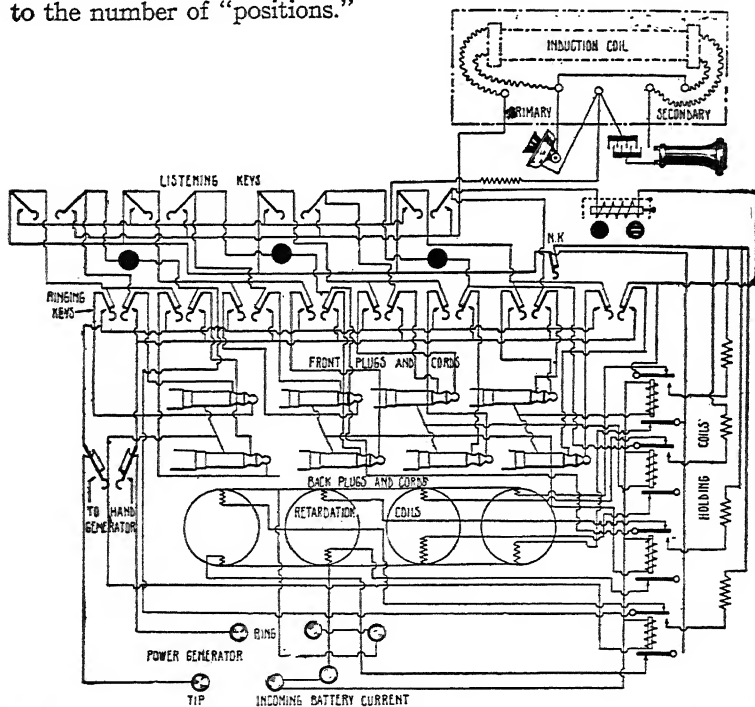 to the number of “positions.”
INDUCTION COIL
PRIMARY
SECONDARY
LISTENING KEYS
N.K
RINGING
KEYS
FRONT PLUGS AND CORDS
COILS
HOLDING
BACK PLUGS AND CORDS
TO HAND
GENERATOR
RETARDATION COILS
RING
POWER GENERATOR
TIP
INCOMING BATTERY CURRENT